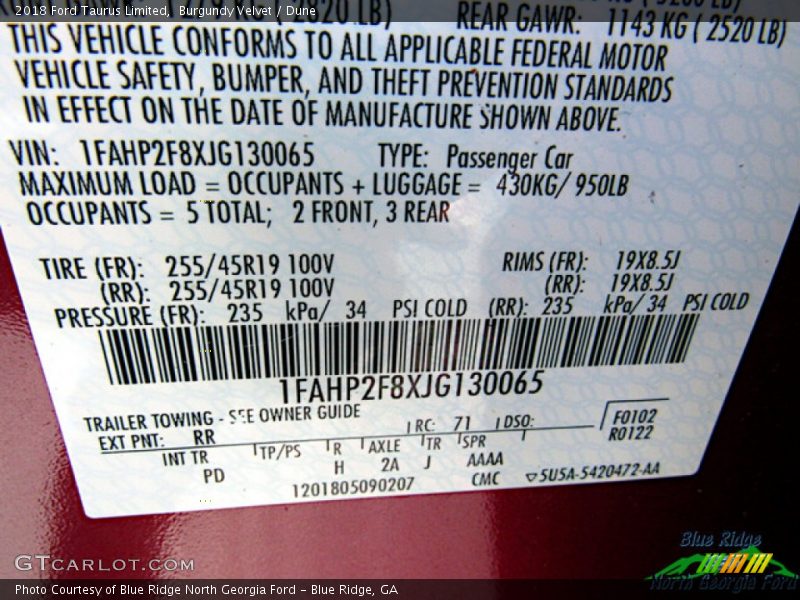 2018 Ford Taurus Limited, Burgundy Velvet / Dune
KG ( 2520 LB) REAR GAWR: 1143 KG ( 2520 LB)
THIS VEHICLE CONFORMS TO ALL APPLICABLE FEDERAL MOTOR
VEHICLE SAFETY, BUMPER, AND THEFT PREVENTION STANDARDS
IN EFFECT ON THE DATE OF MANUFACTURE SHOWN ABOVE.
VIN: 1FAHP2F8XJG130065 TYPE: Passenger Car
MAXIMUM LOAD = OCCUPANTS + LUGGAGE = 430KG/ 950LB
OCCUPANTS = 5 TOTAL; 2 FRONT, 3 REAR
TIRE (FR): 255/45R19 100V RIMS (FR): 19X8.5J
(RR): 255/45R19 100V (RR): 19X8.5J
PRESSURE (FR): 235 kPa/ 34 PSI COLD (RR): 235 kPa/ 34 PSI COLD
1FAHP2F8XJG130065
TRAILER TOWING - SEE OWNER GUIDE
EXT PNT: RR RC: 71 DSO: F0102
R0122
INT TR TP/PS R AXLE TR SPR
PD H 2A J AAAA
1201805090207 CMC ▽5U5A-5420472-AA
GTCARLOT.COM
Blue Ridge
North Georgia Ford
Photo Courtesy of Blue Ridge North Georgia Ford – Blue Ridge, GA